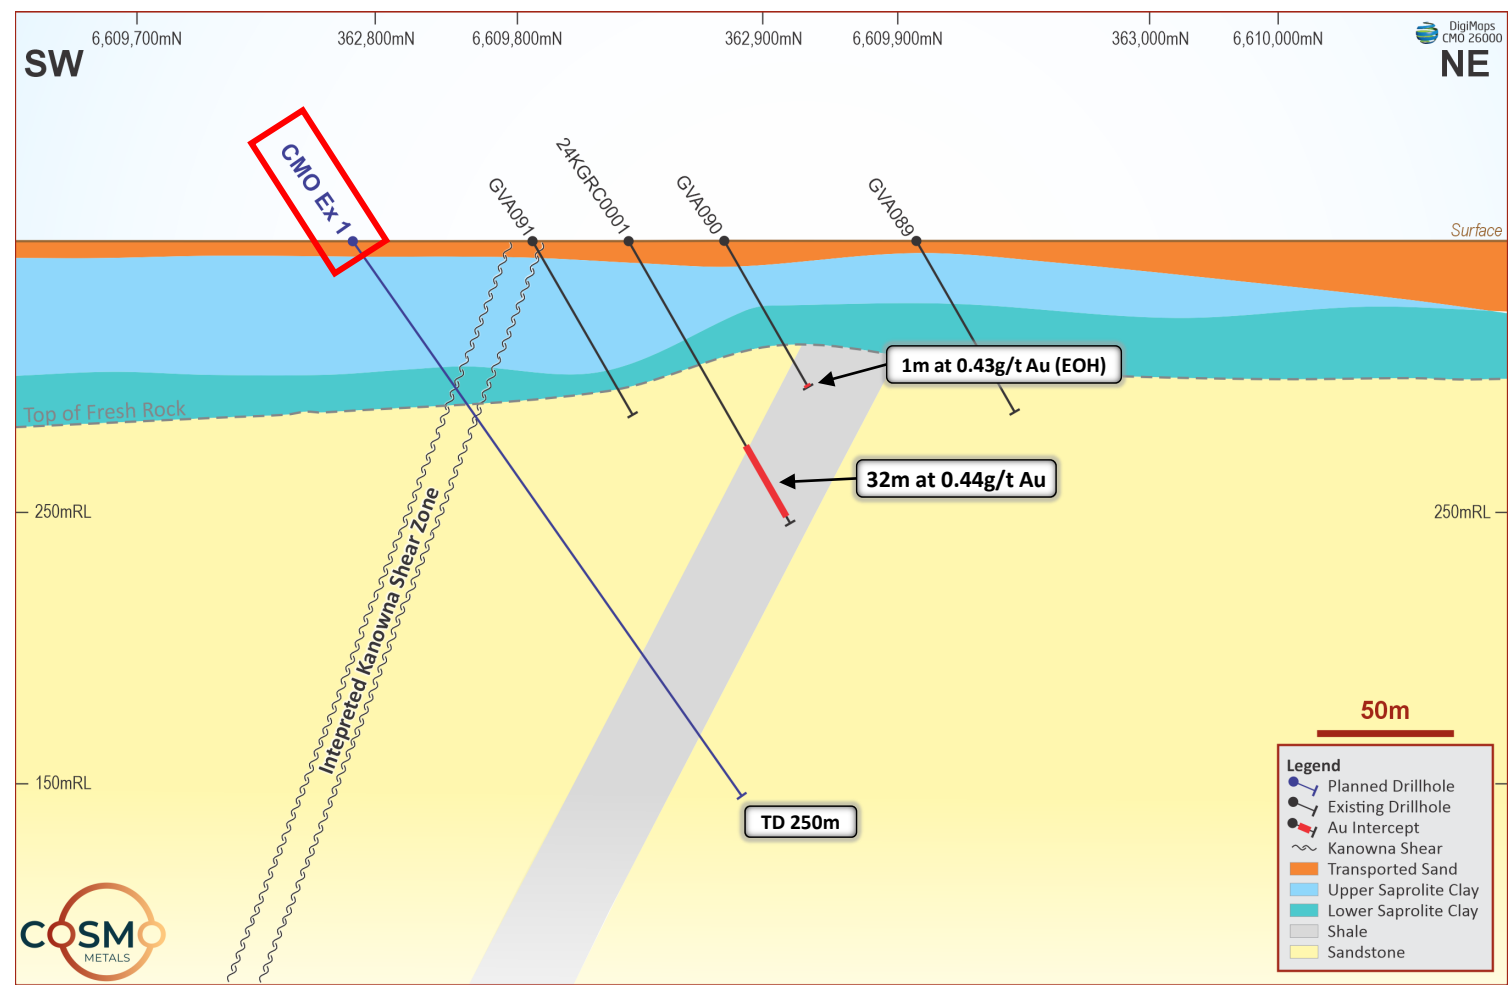 6,609,700mN
362,800mN
6,609,800mN
362,900mN
6,609,900mN
363,000mN
6,610,000mN
DigiMaps
CMO 26000
SW
NE
CMO Ex 1
GVA091
24KGRC0001
GVA090
GVA089
Surface
1m at 0.43g/t Au (EOH)
Top of Fresh Rock
32m at 0.44g/t Au
250mRL
250mRL
Intepreted Kanowna Shear Zone
50m
150mRL
TD 250m
Legend
Planned Drillhole
Existing Drillhole
Au Intercept
Kanowna Shear
Transported Sand
Upper Saprolite Clay
Lower Saprolite Clay
Shale
Sandstone
COSMO
METALS